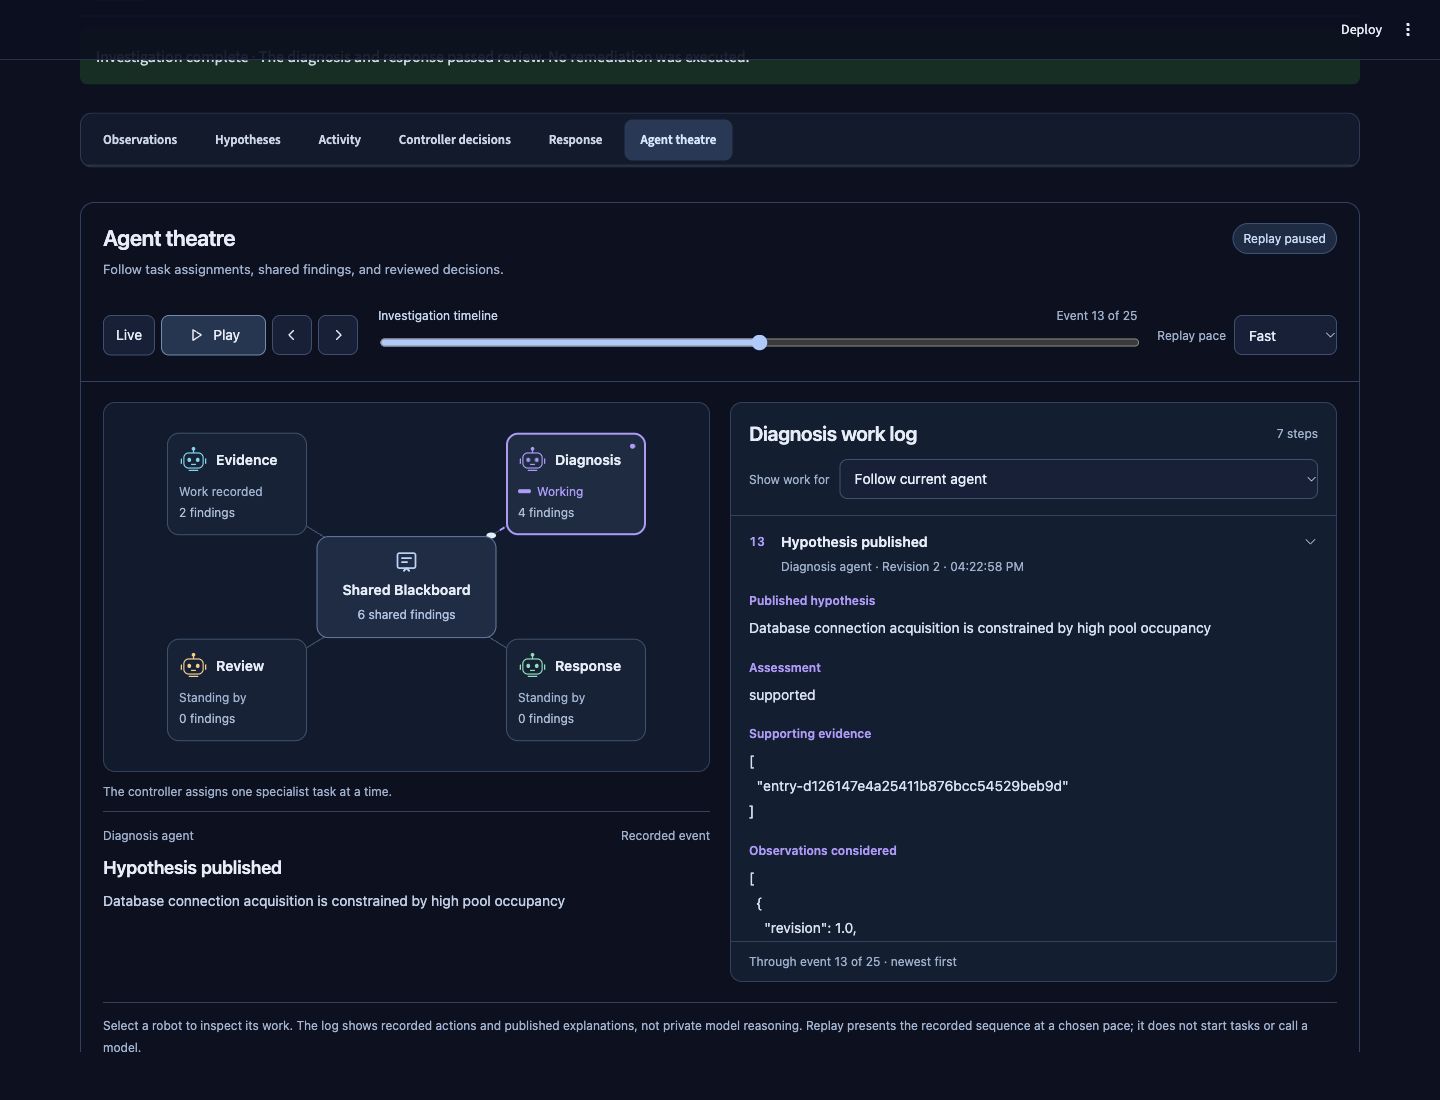 Deploy
Investigation complete · The diagnosis and response passed review. No remediation was executed.
Observations
Hypotheses
Activity
Controller decisions
Response
Agent theatre
Agent theatre
Replay paused
Follow task assignments, shared findings, and reviewed decisions.
Live
Play
Investigation timeline
Event 13 of 25
Replay pace
Fast
Evidence
Work recorded
2 findings
Diagnosis
Working
4 findings
Shared Blackboard
6 shared findings
Review
Standing by
0 findings
Response
Standing by
0 findings
The controller assigns one specialist task at a time.
Diagnosis agent
Recorded event
Hypothesis published
Database connection acquisition is constrained by high pool occupancy
Diagnosis work log
7 steps
Show work for
Follow current agent
13 Hypothesis published
Diagnosis agent · Revision 2 · 04:22:58 PM
Published hypothesis
Database connection acquisition is constrained by high pool occupancy
Assessment
supported
Supporting evidence
[
"entry-d126147e4a25411b876bcc54529beb9d"
]
Observations considered
[
{
"revision": 1.0,
Through event 13 of 25 · newest first
Select a robot to inspect its work. The log shows recorded actions and published explanations, not private model reasoning. Replay presents the recorded sequence at a chosen pace; it does not start tasks or call a
model.